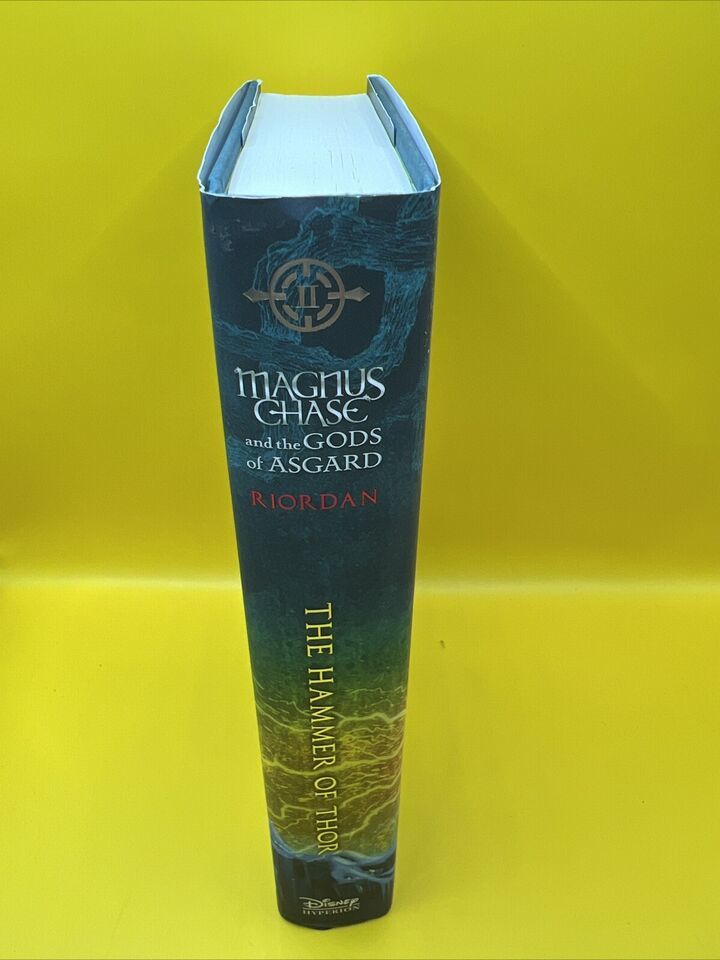 II
MAGNUS
CHASE
and the GODS
of ASGARD
RIORDAN
THE HAMMER OF THOR
DISNEY
HYPERION